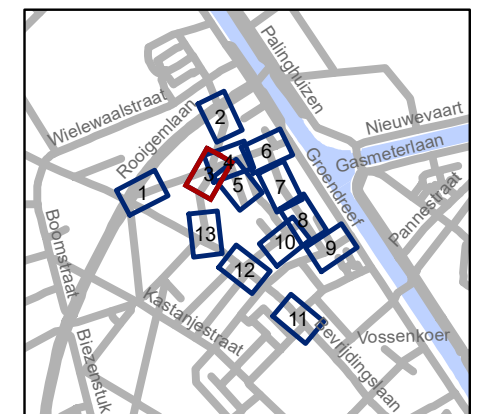 Palinghuizen
Wielewaalstraat
Rooigemlaan
Nieuwevaart
Gasmeterlaan
Groendreef
Pannestraat
Boomstraat
Kastanjestraat
Biezenstuk
Bevrijdingslaan
Vossenkoer
2
6
4
3
5
7
1
8
13
10
9
12
11